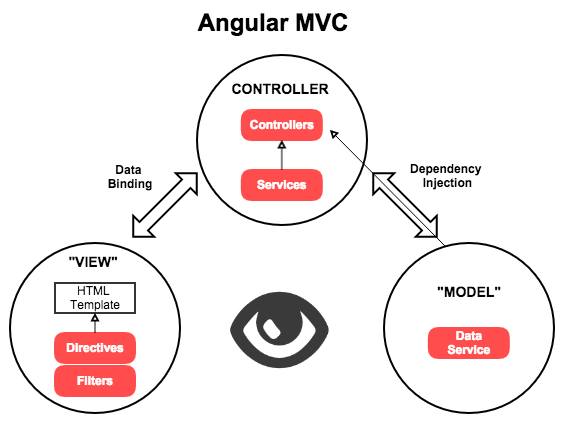 Angular MVC
CONTROLLER
Controllers
Services
Data
Binding
Dependency
Injection
"VIEW"
HTML
Template
Directives
Filters
"MODEL"
Data
Service